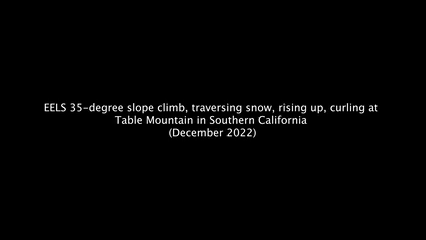 EELS 35-degree slope climb, traversing snow, rising up, curling at
Table Mountain in Southern California
(December 2022)